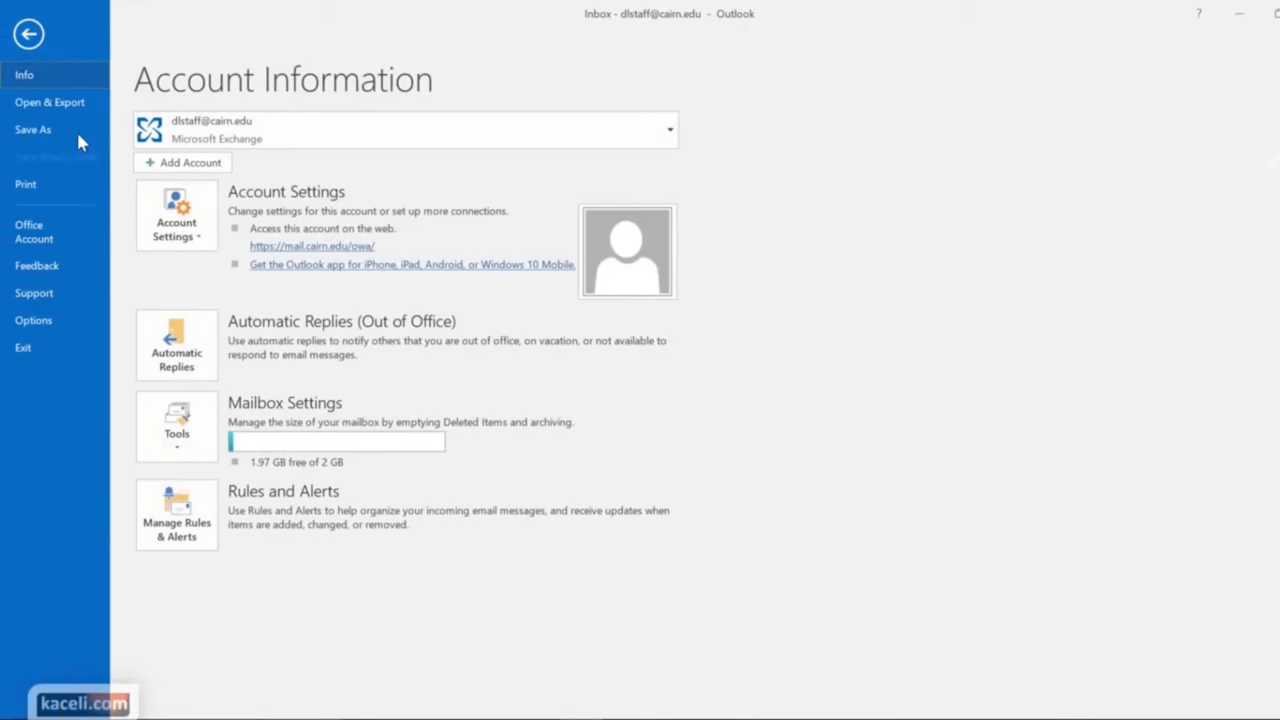 Inbox - dlstaff@cairn.edu - Outlook
?
Info
Open & Export
Save As
Print
Office
Account
Feedback
Support
Options
Exit
Account Information
dlstaff@cairn.edu
Microsoft Exchange
Add Account
Account
Settings
Account Settings
Change settings for this account or set up more connections.
Access this account on the web.
https://mail.cairn.edu/owa/
Get the Outlook app for iPhone, iPad, Android, or Windows 10 Mobile.
Automatic
Replies
Automatic Replies (Out of Office)
Use automatic replies to notify others that you are out of office, on vacation, or not available to
respond to email messages.
Tools
Mailbox Settings
Manage the size of your mailbox by emptying Deleted Items and archiving.
1.97 GB free of 2 GB
Manage Rules
& Alerts
Rules and Alerts
Use Rules and Alerts to help organize your incoming email messages, and receive updates when
items are added, changed, or removed.
kaceli.com